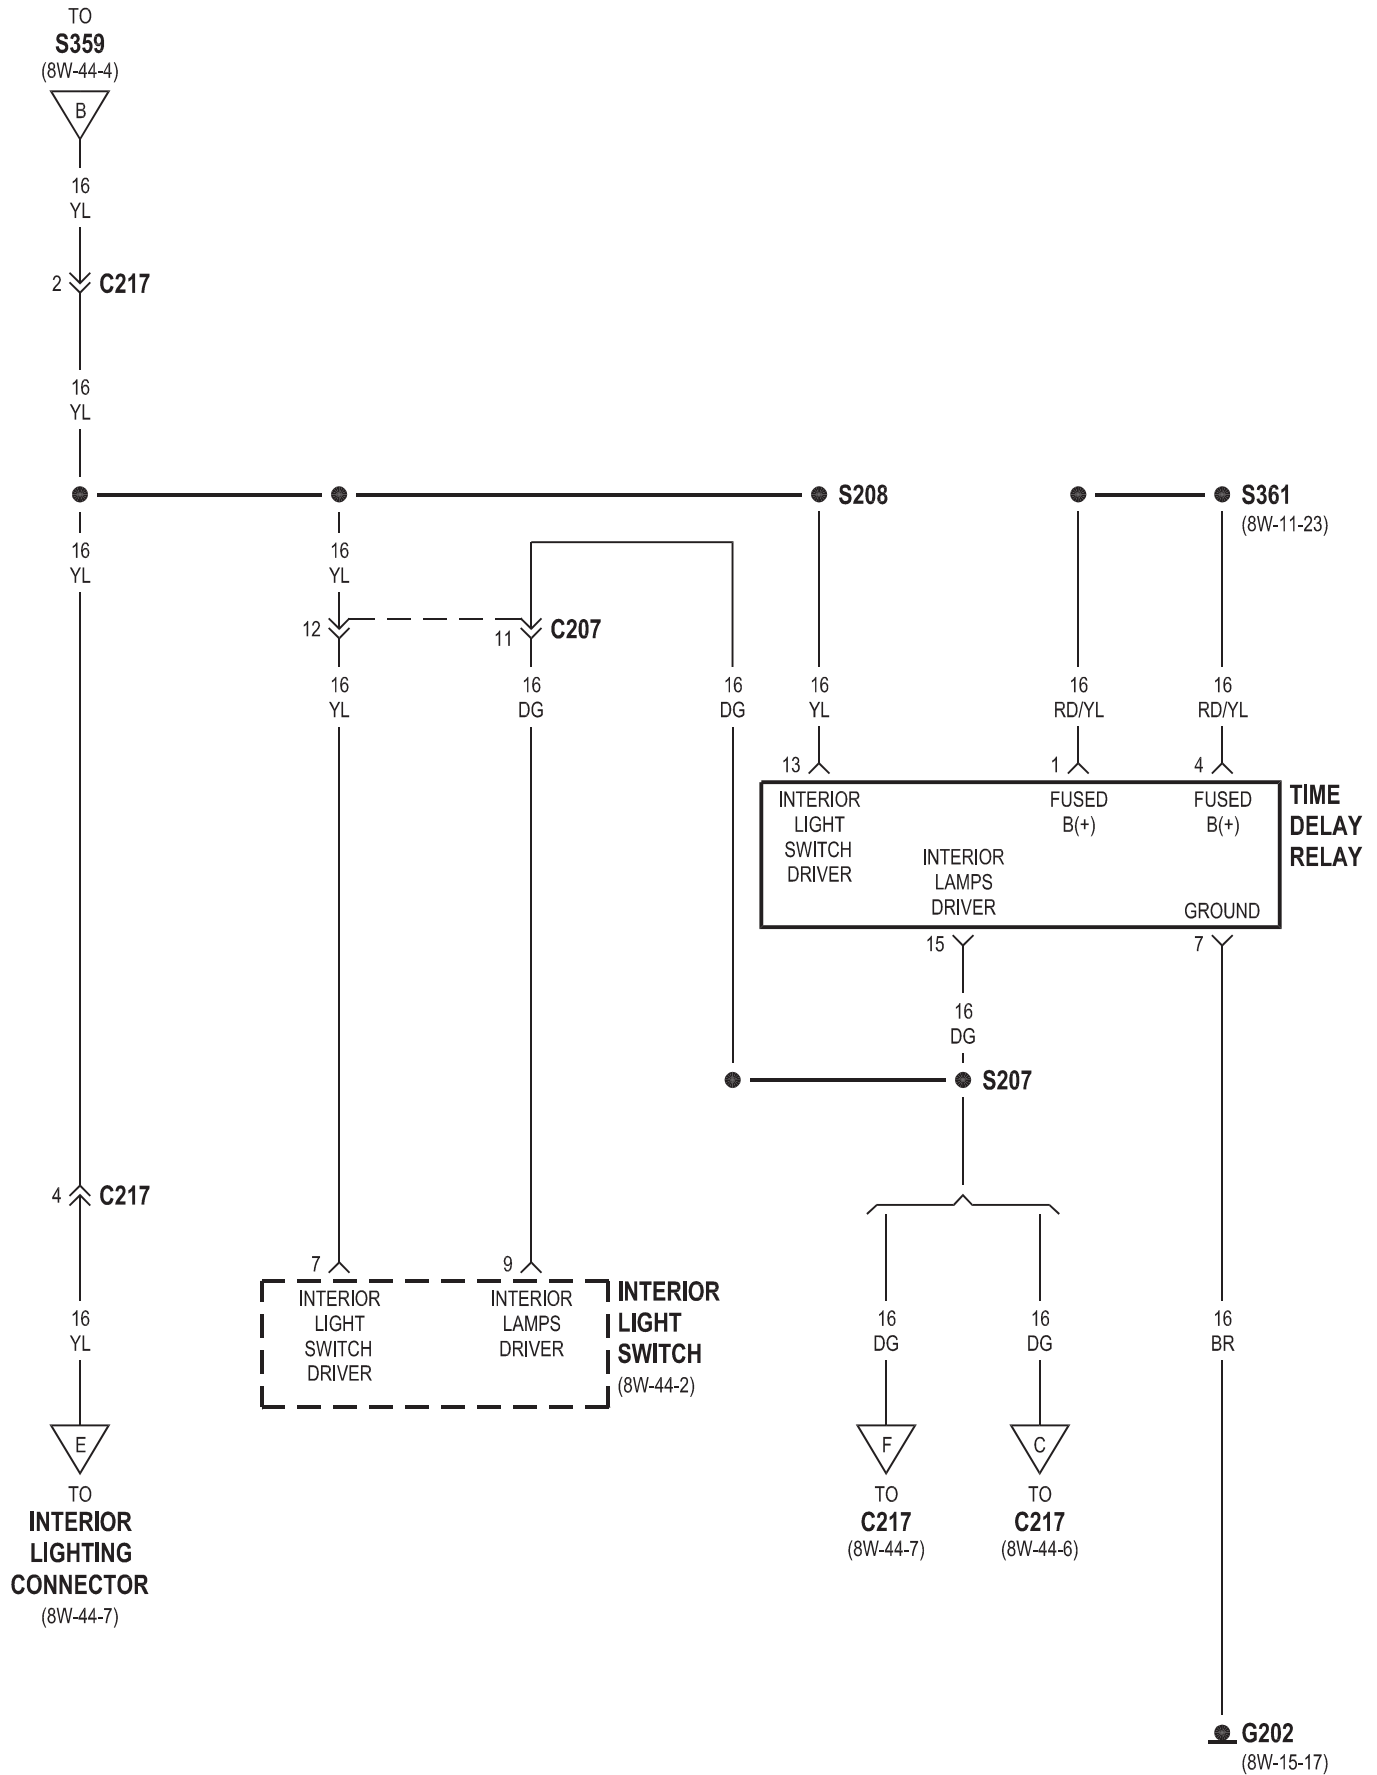 TO
S359
(8W-44-4)
B
16
YL
2
C217
16
YL
S208
S361
(8W-11-23)
16
YL
16
YL
12
11
C207
16
YL
16
DG
16
DG
16
YL
16
RD/YL
16
RD/YL
13
1
4
INTERIOR
LIGHT
SWITCH
DRIVER
FUSED
B(+)
FUSED
B(+)
TIME
DELAY
RELAY
INTERIOR
LAMPS
DRIVER
GROUND
15
7
16
DG
S207
4
C217
7
9
INTERIOR
LIGHT
SWITCH
DRIVER
INTERIOR
LAMPS
DRIVER
INTERIOR
LIGHT
SWITCH
(8W-44-2)
16
YL
16
DG
16
DG
16
BR
E
F
C
TO
INTERIOR
LIGHTING
CONNECTOR
(8W-44-7)
TO
C217
(8W-44-7)
TO
C217
(8W-44-6)
G202
(8W-15-17)